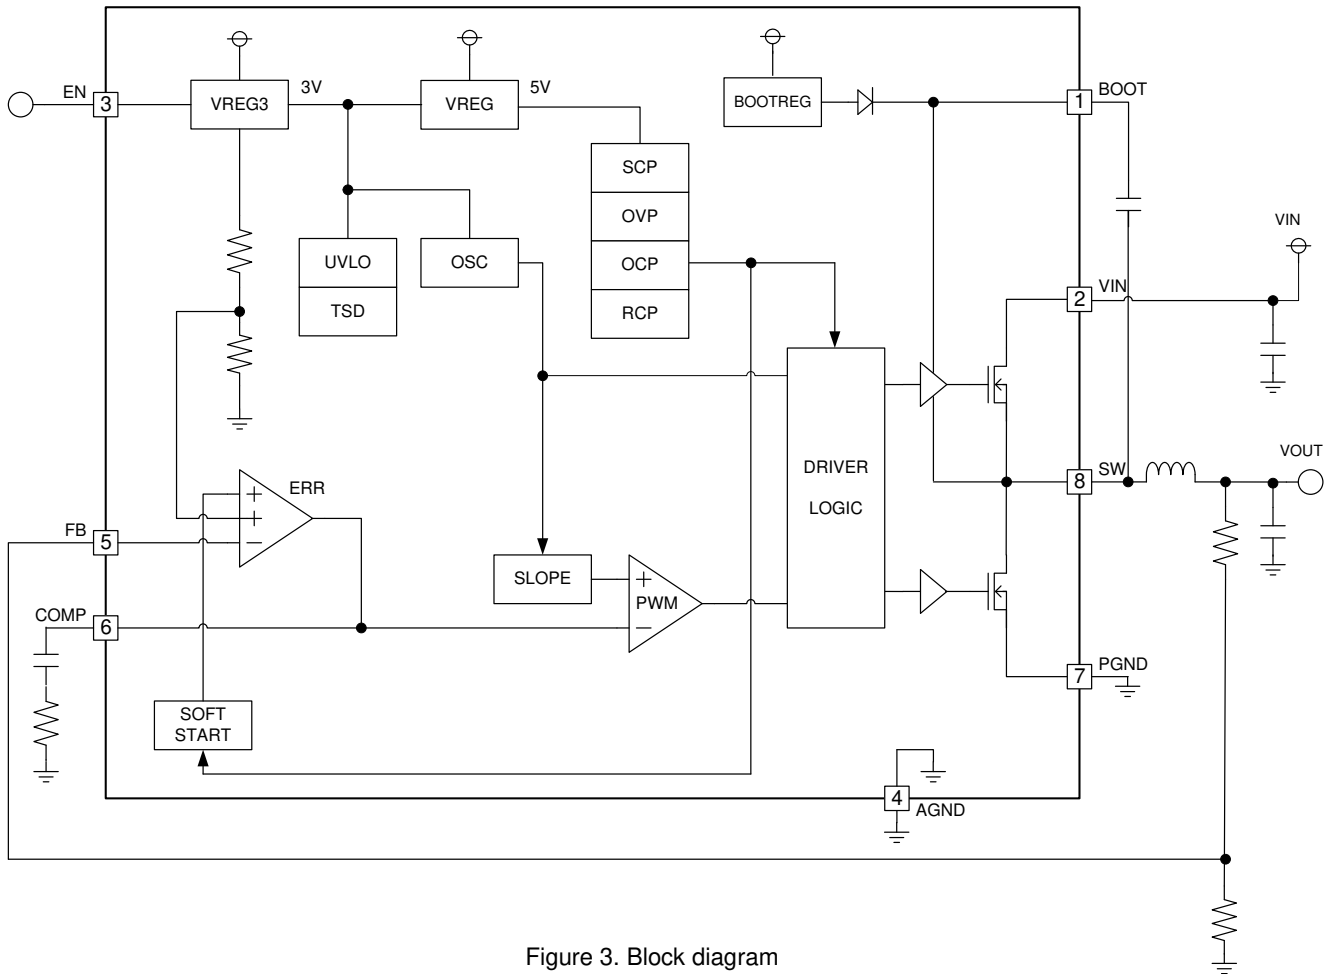 EN
3
VREG3
3V
VREG
5V
BOOTREG
1
BOOT
SCP
OVP
OCP
RCP
UVLO
TSD
OSC
VIN
2
VIN
DRIVER
LOGIC
VOUT
8
SW
ERR
+
+
−
FB
5
SLOPE
+
PWM
−
COMP
6
PGND
7
SOFT
START
4
AGND
Figure 3. Block diagram